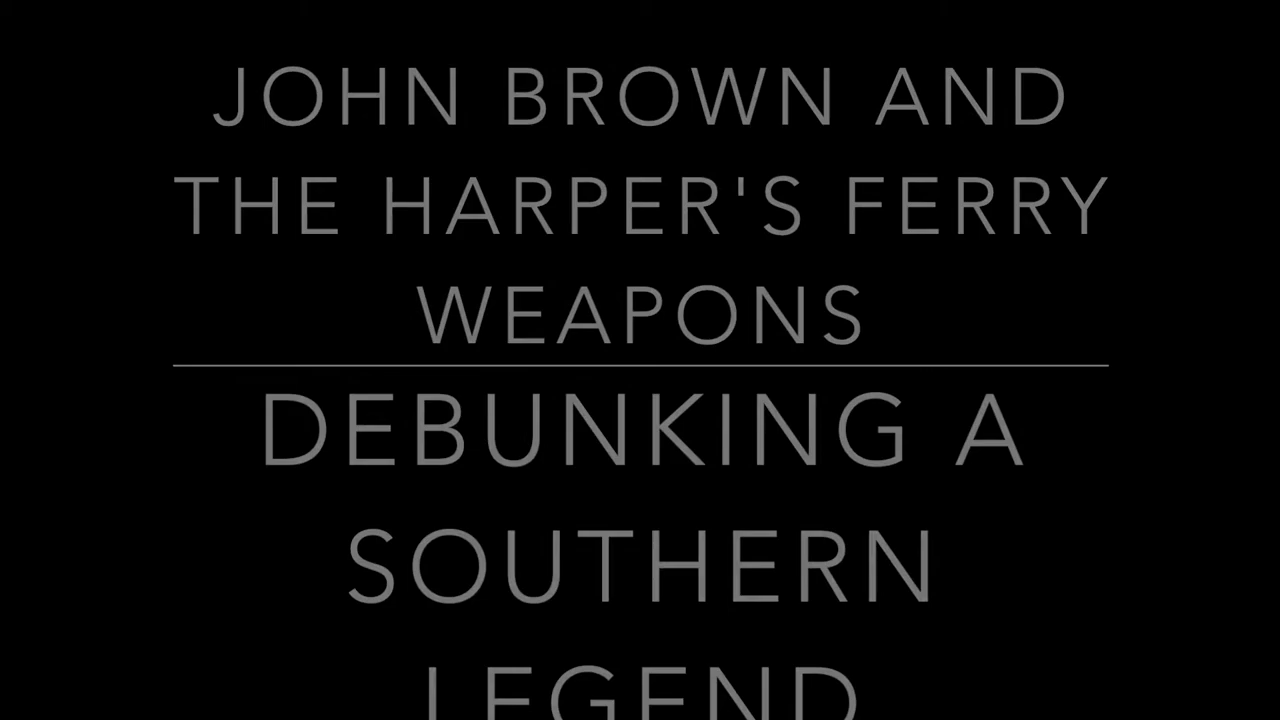 JOHN BROWN AND
THE HARPER'S FERRY
WEAPONS
DEBUNKING A
SOUTHERN
LEGEND